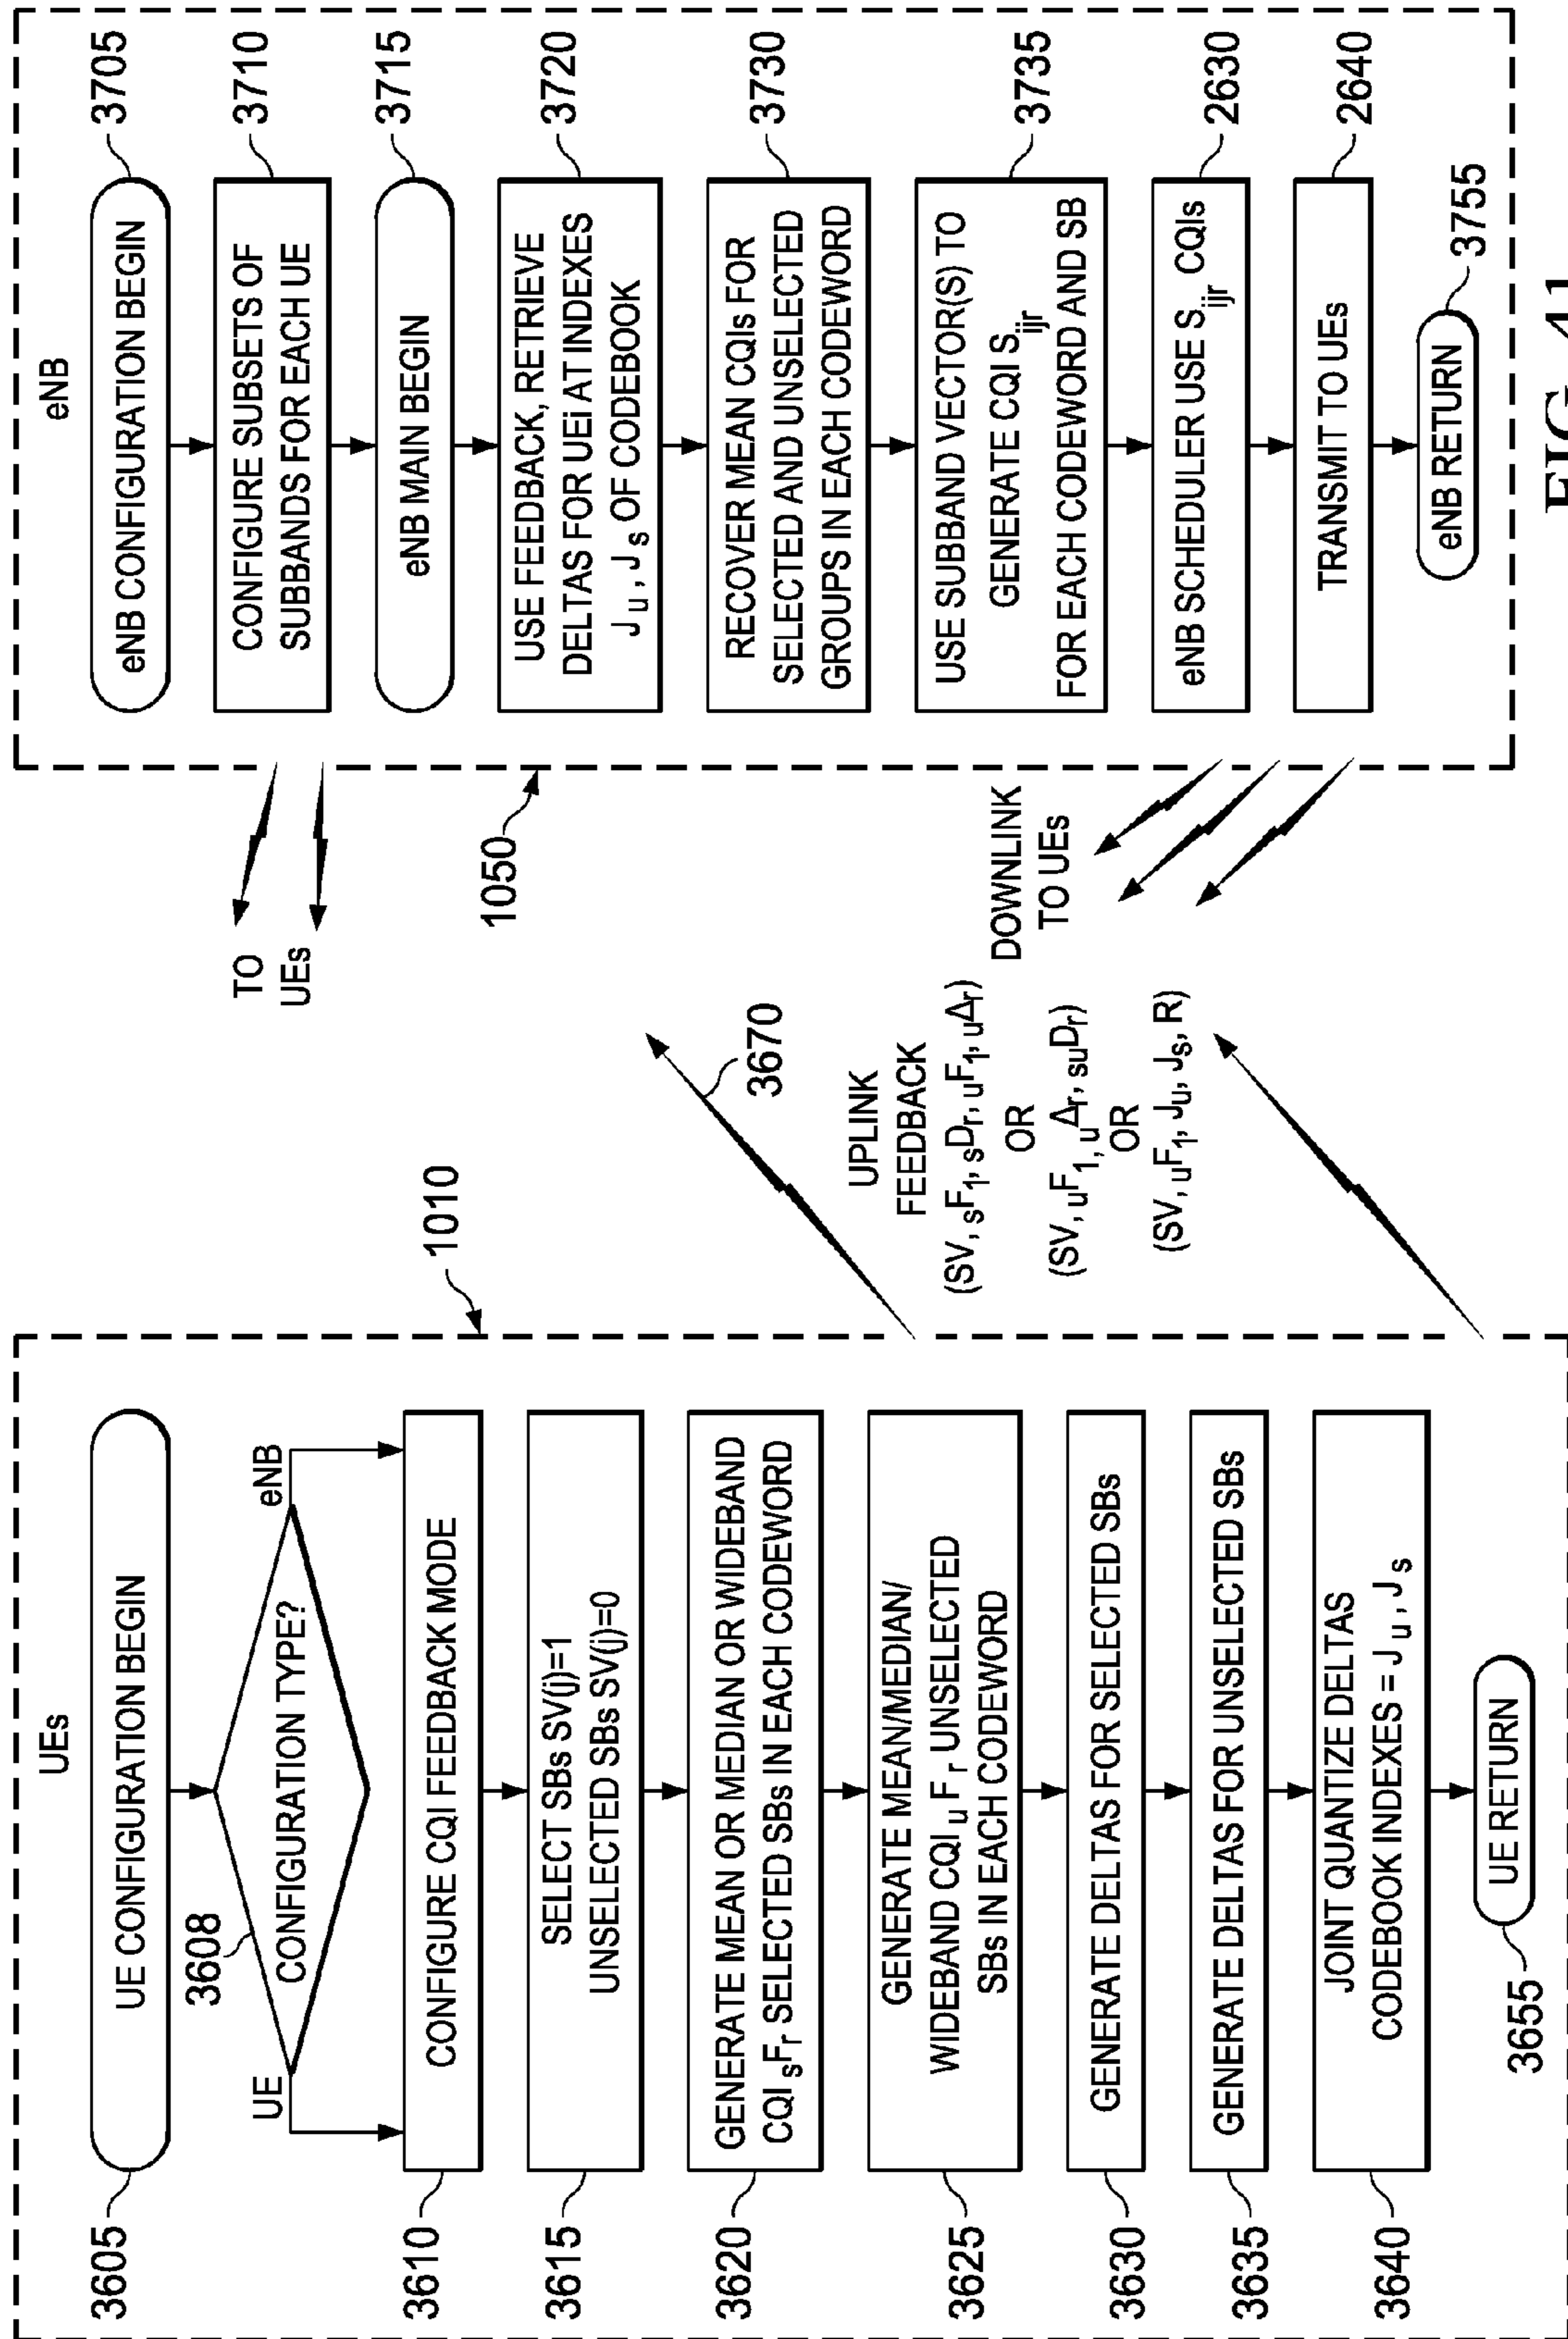 UEs
UE CONFIGURATION BEGIN
3605
3608
CONFIGURATION TYPE?
UE
eNB
CONFIGURE CQI FEEDBACK MODE
3610
SELECT SBs SV(j)=1
UNSELECTED SBs SV(j)=0
3615
GENERATE MEAN OR MEDIAN OR WIDEBAND
CQI sFr SELECTED SBs IN EACH CODEWORD
3620
GENERATE MEAN/MEDIAN/
WIDEBAND CQI uFr UNSELECTED
SBs IN EACH CODEWORD
3625
GENERATE DELTAS FOR SELECTED SBs
3630
GENERATE DELTAS FOR UNSELECTED SBs
3635
JOINT QUANTIZE DELTAS
CODEBOOK INDEXES = Ju, Js
3640
UE RETURN
3655
1010
3670
UPLINK
FEEDBACK
(SV, sF1, sDr, uF1, uΔr)
OR
(SV, uF1, uΔr, suDr)
OR
(SV, uF1, Ju, Js, R)
TO
UEs
1050
DOWNLINK
TO UEs
eNB
eNB CONFIGURATION BEGIN
3705
CONFIGURE SUBSETS OF
SUBBANDS FOR EACH UE
3710
eNB MAIN BEGIN
3715
USE FEEDBACK, RETRIEVE
DELTAS FOR UEi AT INDEXES
Ju, Js OF CODEBOOK
3720
RECOVER MEAN CQIs FOR
SELECTED AND UNSELECTED
GROUPS IN EACH CODEWORD
3730
USE SUBBAND VECTOR(S) TO
GENERATE CQI Sijr
FOR EACH CODEWORD AND SB
3735
eNB SCHEDULER USE Sijr CQIs
2630
TRANSMIT TO UEs
2640
eNB RETURN
3755
FIG. 41